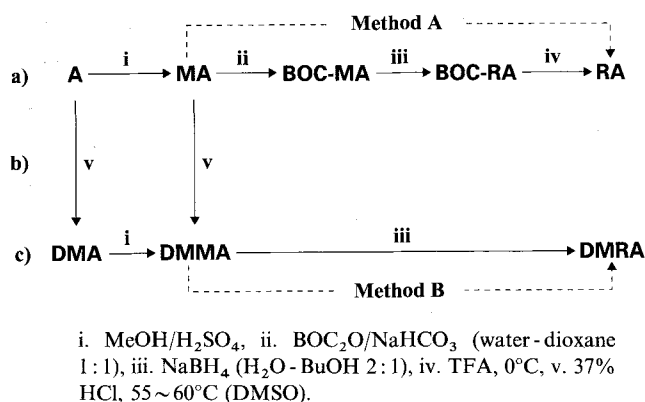 Method A
i ii iii iv
a) A MA BOC-MA BOC-RA RA
b) v v
i iii
c) DMA DMMA DMRA
Method B
i. MeOH/H₂SO₄, ii. BOC₂O/NaHCO₃ (water-dioxane
1:1), iii. NaBH₄ (H₂O-BuOH 2:1), iv. TFA, 0°C, v. 37%
HCl, 55~60°C (DMSO).